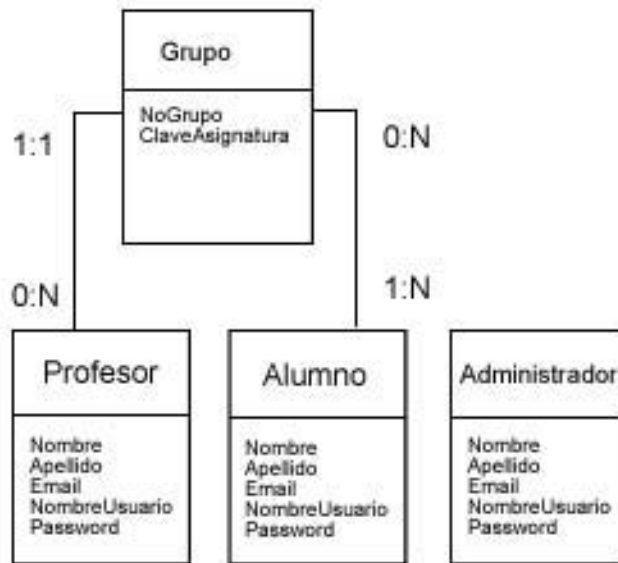 Grupo
NoGrupo
ClaveAsignatura
1:1
0:N
0:N
1:N
Profesor
Nombre
Apellido
Email
NombreUsuario
Password
Alumno
Nombre
Apellido
Email
NombreUsuario
Password
Administrador
Nombre
Apellido
Email
NombreUsuario
Password